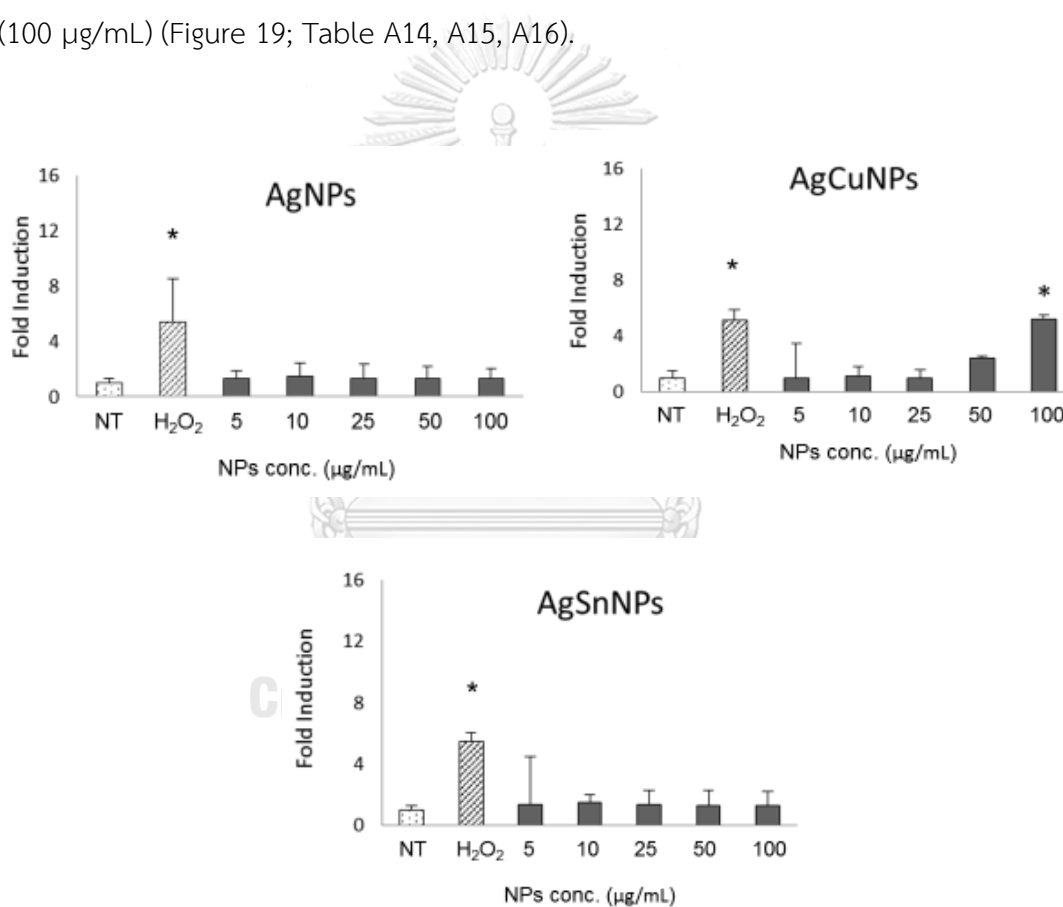 (100 µg/mL) (Figure 19; Table A14, A15, A16).
AgNPs
Fold Induction
16
12
8
4
0
*
NT H₂O₂ 5 10 25 50 100
NPs conc. (µg/mL)
AgCuNPs
Fold Induction
16
12
8
4
0
*
*
NT H₂O₂ 5 10 25 50 100
NPs conc. (µg/mL)
AgSnNPs
Fold Induction
16
12
8
4
0
*
NT H₂O₂ 5 10 25 50 100
NPs conc. (µg/mL)
C